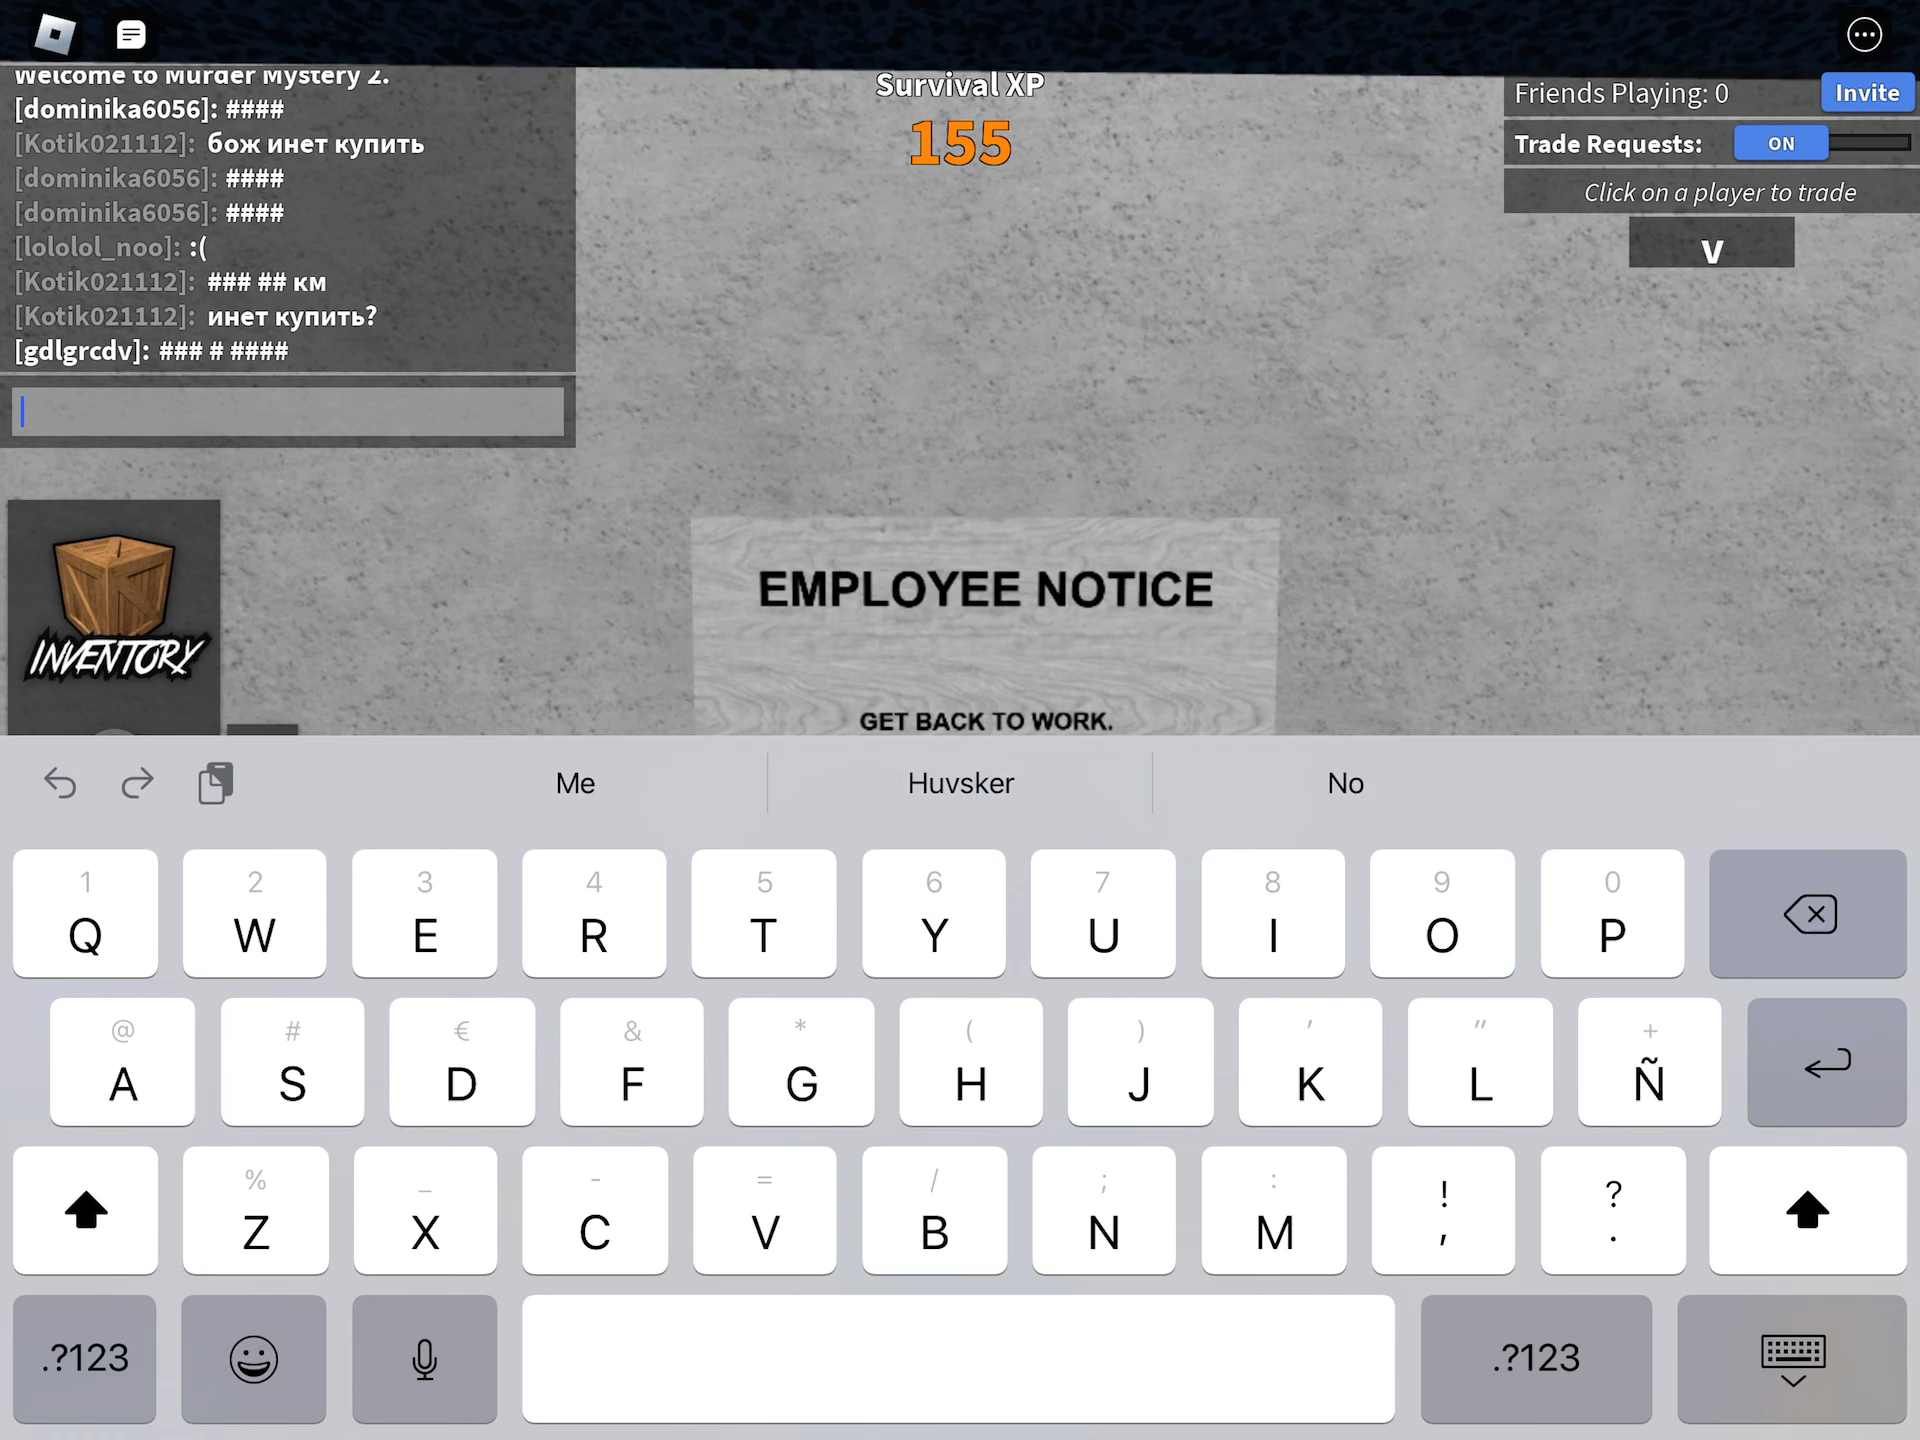 Welcome to Murder Mystery 2.
[dominika6056]: ####
[Kotik021112]: бож инет купить
[dominika6056]: ####
[dominika6056]: ####
[lololol_noo]: :(
[Kotik021112]: ### ## км
[Kotik021112]: инет купить?
[gdlgrcdv]: ### # ####
Survival XP
155
Friends Playing: 0
Invite
Trade Requests:
ON
Click on a player to trade
v
INVENTORY
EMPLOYEE NOTICE
GET BACK TO WORK.
Me
Huvsker
No
1 2 3 4 5 6 7 8 9 0
Q W E R T Y U I O P
@ # € & * ( ) ' " +
A S D F G H J K L Ñ
% _ - = / ; : ! ?
Z X C V B N M , .
.?123
.?123